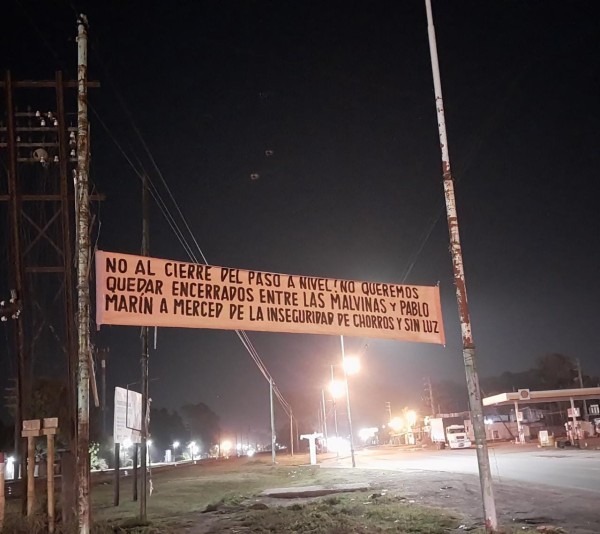 NO AL CIERRE DEL PASO A NIVEL! NO QUEREMOS
QUEDAR ENCERRADOS ENTRE LAS MALVINAS Y PABLO
MARÍN A MERCED DE LA INSEGURIDAD DE CHORROS Y SIN LUZ